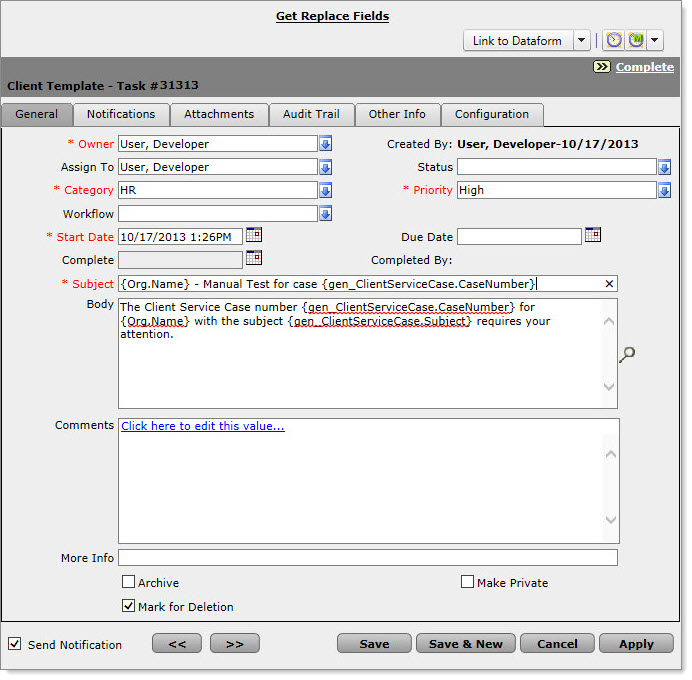 Get Replace Fields
Link to Dataform
Complete
Client Template - Task #31313
General Notifications Attachments Audit Trail Other Info Configuration
* Owner User, Developer Created By: User, Developer-10/17/2013
Assign To User, Developer Status
* Category HR * Priority High
Workflow
* Start Date 10/17/2013 1:26PM Due Date
Complete Completed By:
* Subject {Org.Name} - Manual Test for case {gen_ClientServiceCase.CaseNumber}
Body The Client Service Case number {gen_ClientServiceCase.CaseNumber} for
{Org.Name} with the subject {gen_ClientServiceCase.Subject} requires your
attention.
Comments Click here to edit this value...
More Info
Archive Make Private
Mark for Deletion
Send Notification << >> Save Save & New Cancel Apply